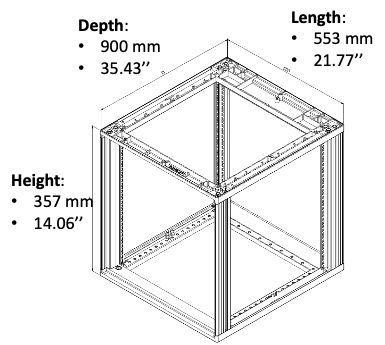 Depth:
• 900 mm
• 35.43’’
Length:
• 553 mm
• 21.77’’
Height:
• 357 mm
• 14.06’’